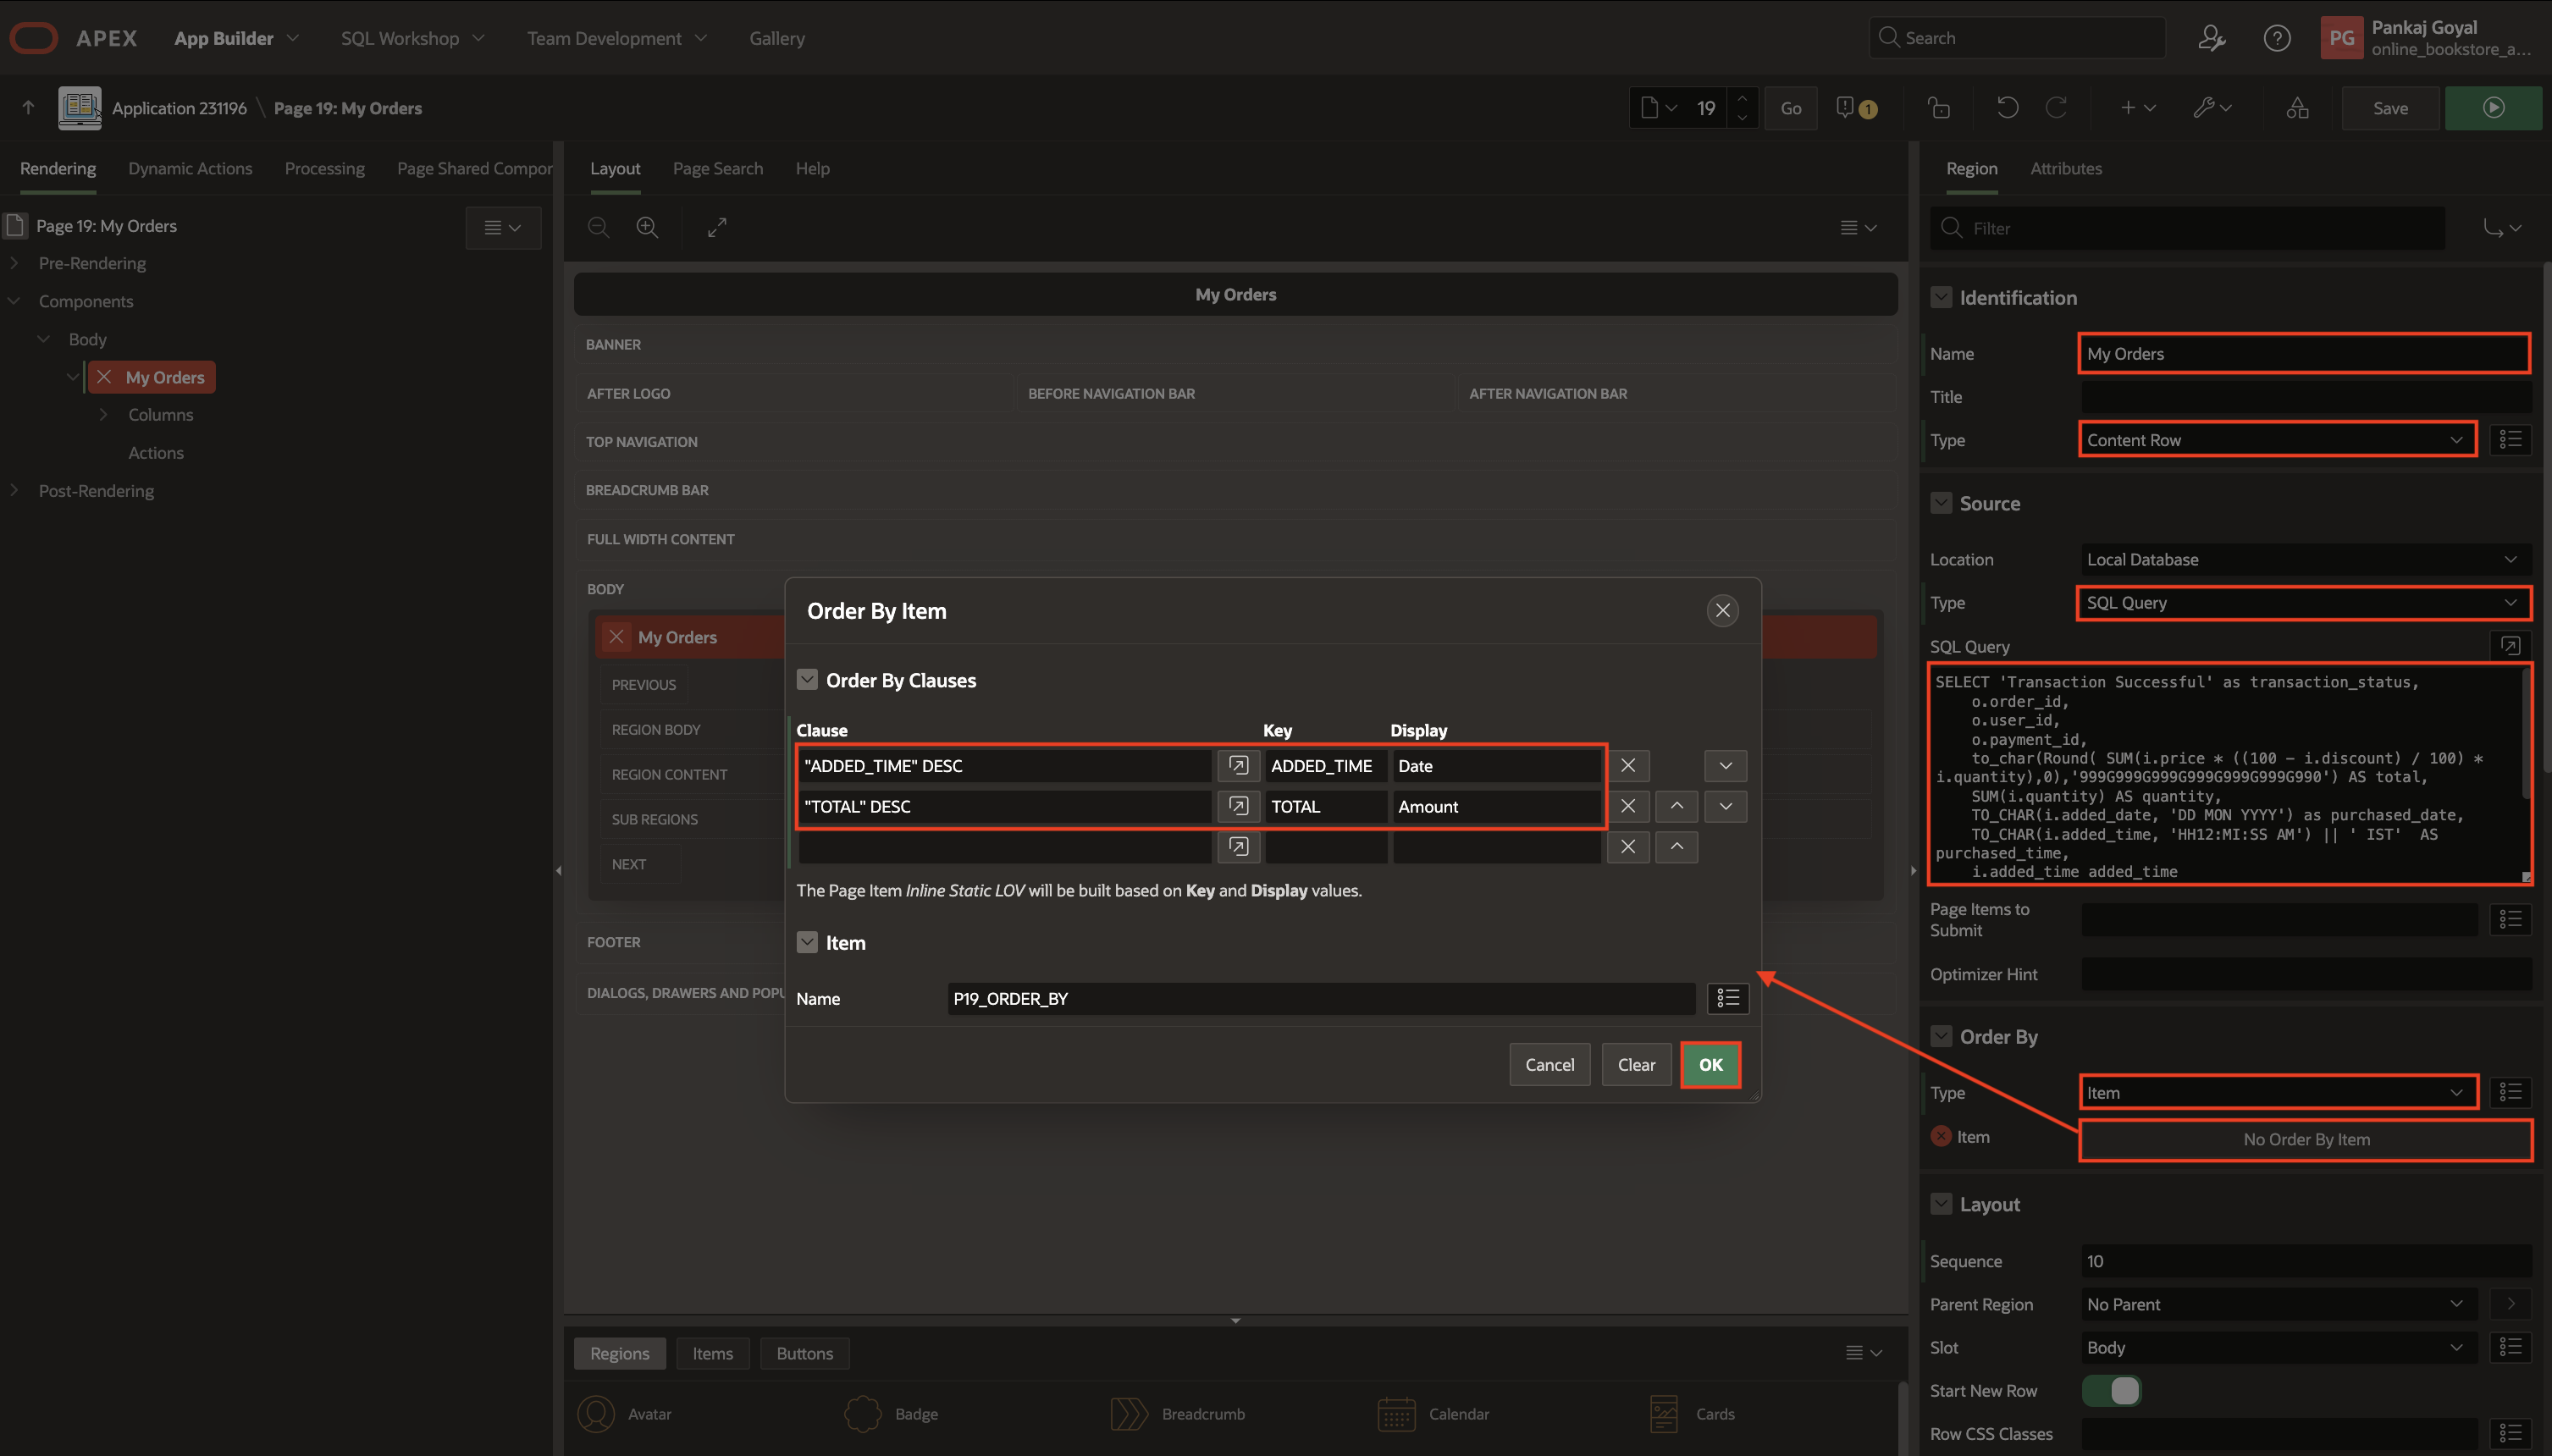 APEX
App Builder
SQL Workshop
Team Development
Gallery
Search
PG
Pankaj Goyal
online_bookstore_a...
Application 231196 \ Page 19: My Orders
19
Go
1
Save
Rendering
Dynamic Actions
Processing
Page Shared Compor
Page 19: My Orders
Pre-Rendering
Components
Body
My Orders
Columns
Actions
Post-Rendering
Layout
Page Search
Help
My Orders
BANNER
AFTER LOGO
BEFORE NAVIGATION BAR
AFTER NAVIGATION BAR
TOP NAVIGATION
BREADCRUMB BAR
FULL WIDTH CONTENT
BODY
My Orders
PREVIOUS
REGION BODY
REGION CONTENT
SUB REGIONS
NEXT
FOOTER
DIALOGS, DRAWERS AND POPU
Order By Item
Order By Clauses
Clause Key Display
"ADDED_TIME" DESC ADDED_TIME Date
"TOTAL" DESC TOTAL Amount
The Page Item Inline Static LOV will be built based on Key and Display values.
Item
Name P19_ORDER_BY
Cancel
Clear
OK
Regions
Items
Buttons
Avatar
Badge
Breadcrumb
Calendar
Cards
Region
Attributes
Filter
Identification
Name My Orders
Title
Type Content Row
Source
Location Local Database
Type SQL Query
SQL Query
SELECT 'Transaction Successful' as transaction_status,
o.order_id,
o.user_id,
o.payment_id,
to_char(Round( SUM(i.price * ((100 – i.discount) / 100) *
i.quantity),0),'999G999G999G999G999G999G990') AS total,
SUM(i.quantity) AS quantity,
TO_CHAR(i.added_date, 'DD MON YYYY') as purchased_date,
TO_CHAR(i.added_time, 'HH12:MI:SS AM') || ' IST'  AS
purchased_time,
i.added_time added_time
Page Items to
Submit
Optimizer Hint
Order By
Type Item
Item No Order By Item
Layout
Sequence 10
Parent Region No Parent
Slot Body
Start New Row
Row CSS Classes